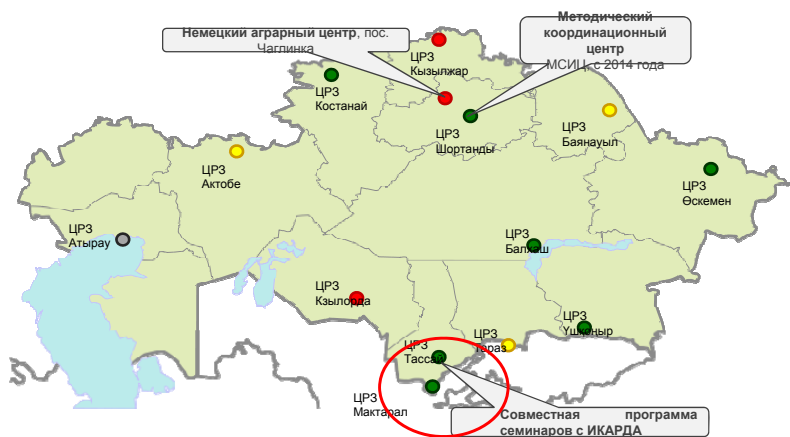 Немецкий аграрный центр, пос.
Чаглинка
Методический
координационный
центр
МСИЦ, с 2014 года
ЦРЗ
Кызылжар
ЦРЗ
Костанай
ЦРЗ
Шортанды
ЦРЗ
Баянауыл
ЦРЗ
Актобе
ЦРЗ
Өскемен
ЦРЗ
Атырау
ЦРЗ
Балхаш
ЦРЗ
Кзылорда
ЦРЗ
Үшқоңыр
ЦРЗ
Тараз
ЦРЗ
Тассай
ЦРЗ
Мактарал
Совместная программа
семинаров с ИКАРДА